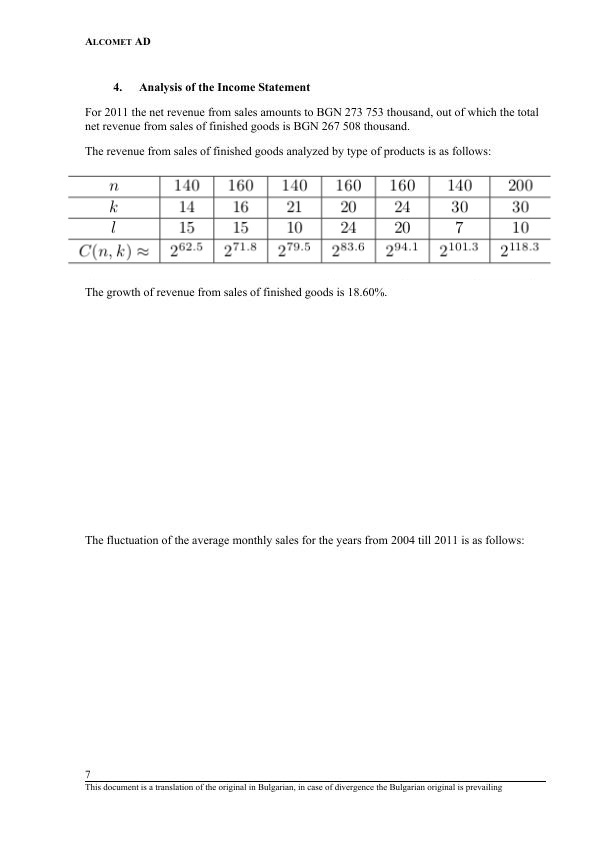 ALCOMET AD
4. Analysis of the Income Statement
For 2011 the net revenue from sales amounts to BGN 273 753 thousand, out of which the total
net revenue from sales of finished goods is BGN 267 508 thousand.
The revenue from sales of finished goods analyzed by type of products is as follows:
n 140 160 140 160 160 140 200
k 14 16 21 20 24 30 30
l 15 15 10 24 20 7 10
C(n, k) ≈ 2^62.5 2^71.8 2^79.5 2^83.6 2^94.1 2^101.3 2^118.3
The growth of revenue from sales of finished goods is 18.60%.
The fluctuation of the average monthly sales for the years from 2004 till 2011 is as follows:
7
This document is a translation of the original in Bulgarian, in case of divergence the Bulgarian original is prevailing